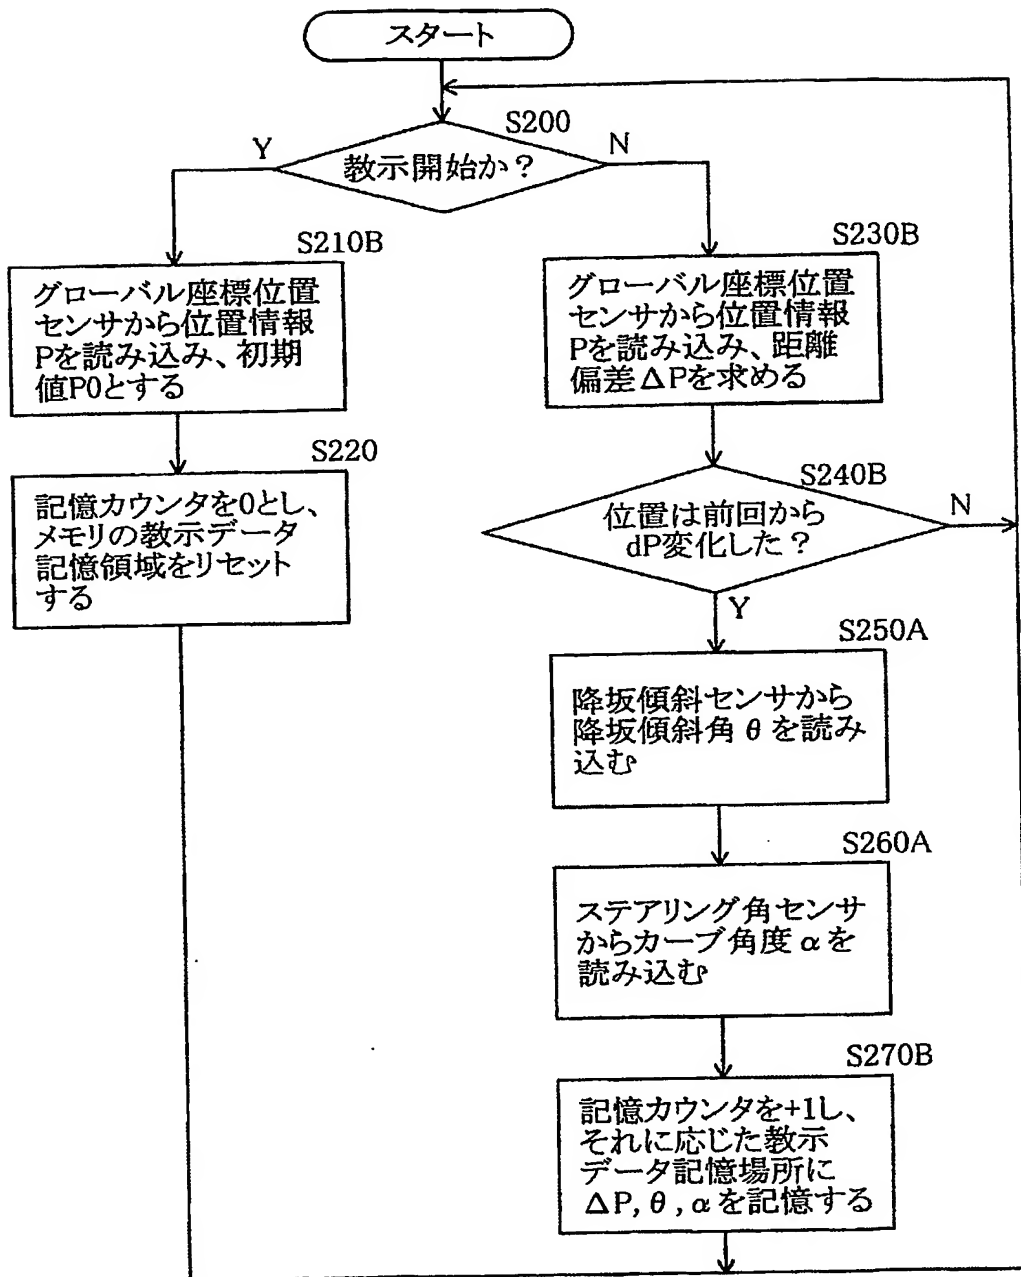 スタート
S200
Y
N
教示開始か?
S210B
グローバル座標位置
センサから位置情報
Pを読み込み、初期
値P0とする
S220
記憶カウンタを0とし、
メモリの教示データ
記憶領域をリセット
する
S230B
グローバル座標位置
センサから位置情報
Pを読み込み、距離
偏差ΔPを求める
S240B
N
位置は前回から
dP変化した?
Y
S250A
降坂傾斜センサから
降坂傾斜角θを読み
込む
S260A
ステアリング角センサ
からカーブ角度αを
読み込む
S270B
記憶カウンタを+1し、
それに応じた教示
データ記憶場所に
ΔP,θ,αを記憶する